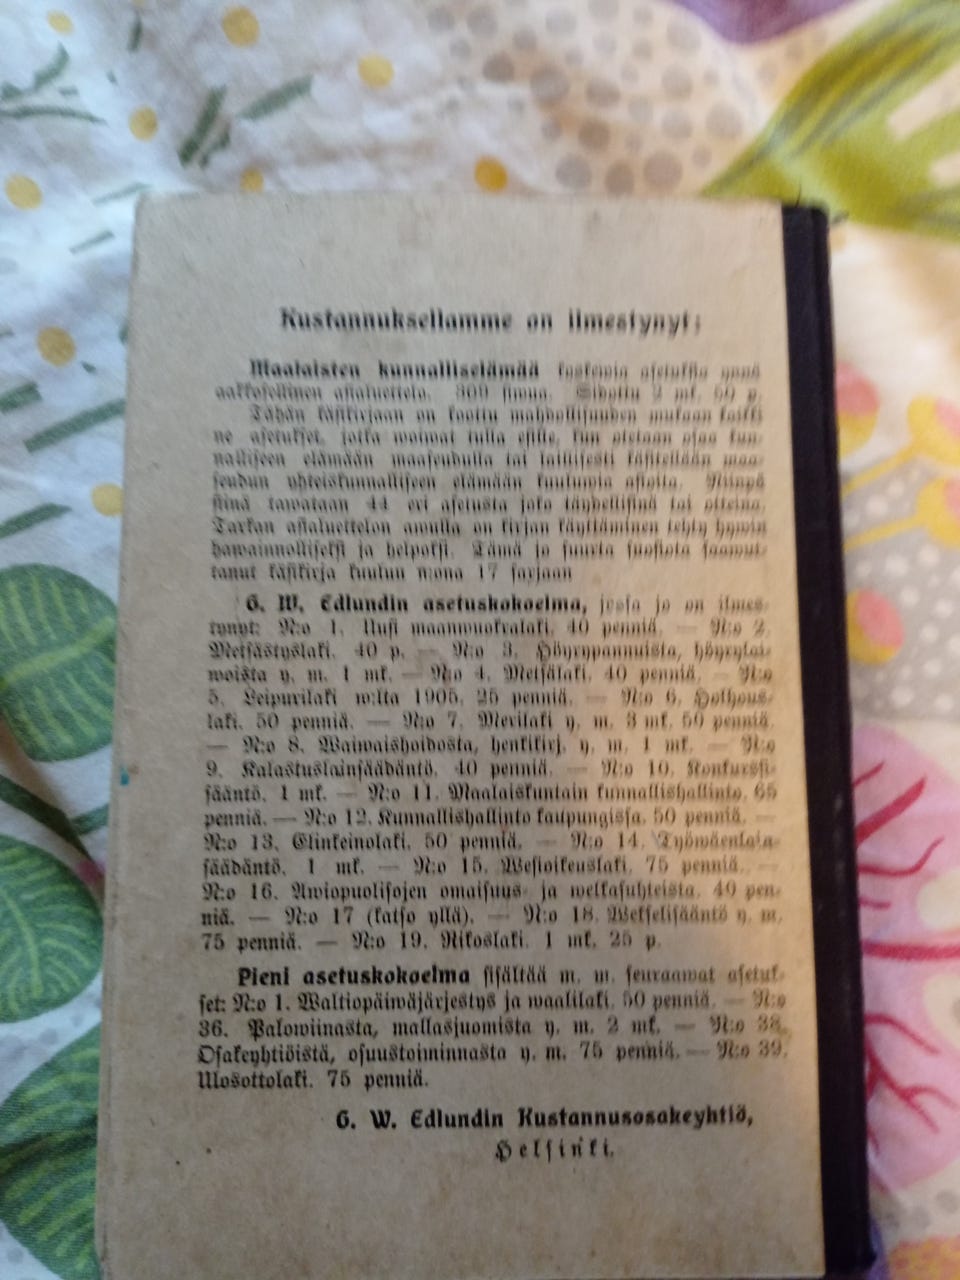 Kustannuksellamme on ilmestynyt:
Maalaisten kunnalliselämää koskevia asetuksia ynnä
aakkosellinen asialuettelo. 309 sivua. Sidottu 2 mk. 50 p.
Tähän käsikirjaan on koottu mahdollisuuden mukaan kaikki
ne asetukset, jotka woiwat tulla esille, kun otetaan osaa kun-
nalliseen elämään maaseudulla tai laillisesti käsitellään maa-
seudun yhteiskunnalliseen elämään kuuluvia asioita. Niinpä
siinä tawataan 44 eri asetusta joko täydellisinä tai otteina.
Tarkan asialuettelon awulla on kirjan käyttäminen tehty hywin
hawainnolliseksi ja helpoksi. Tämä jo suurta suosiota saawut-
tanut käsikirja kuuluu n:ona 17 sarjaan
G. W. Edlundin asetuskokoelma, josta jo on ilmes-
tynyt: N:o 1. Uusi maanwuokralaki. 40 penniä. — N:o 2.
Metsästyslaki. 40 p. — N:o 3. Höyrypannuista, höyrylai-
woista y. m. 1 mk. — N:o 4. Metsälaki. 40 penniä. — N:o
5. Leipurilaki w:lta 1905. 25 penniä. — N:o 6. Holhous-
laki. 50 penniä. — N:o 7. Merilaki y. m. 3 mk. 50 penniä.
— N:o 8. Waiwaishoidosta, henkikirj. y. m. 1 mk. — N:o
9. Kalastuslainsäädäntö. 40 penniä. — N:o 10. Konkurssi-
sääntö. 1 mk. — N:o 11. Maalaiskuntain kunnallishallinto. 65
penniä. — N:o 12. Kunnallishallinto kaupungissa. 50 penniä. —
N:o 13. Elinkeinolaki. 50 penniä. — N:o 14. Työwäenlain-
säädäntö. 1 mk. — N:o 15. Wesioikeuslaki. 75 penniä. —
N:o 16. Awiopuolisojen omaisuus- ja welkasuhteista. 40 pen-
niä. — N:o 17 (katso yllä). — N:o 18. Wekselisääntö y. m.
75 penniä. — N:o 19. Rikoslaki. 1 mk. 25 p.
Pieni asetuskokoelma sisältää m. m. seuraawat asetuk-
set: N:o 1. Waltiopäiwäjärjestys ja waalilaki. 50 penniä. — N:o
36. Palowiinasta, mallasjuomista y. m. 2 mk. — N:o 38.
Osakeyhtiöistä, osuustoiminnasta y. m. 75 penniä. — N:o 39.
Ulosottolaki. 75 penniä.
G. W. Edlundin Kustannusosakeyhtiö,
Helsinki.